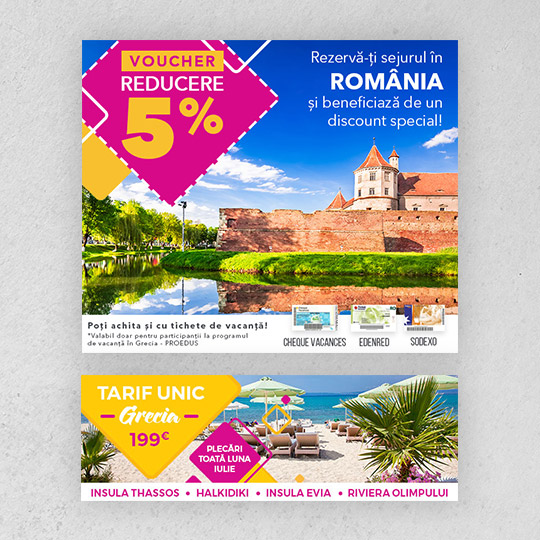 VOUCHER
REDUCERE
5%
Rezervă-ți sejurul în
ROMÂNIA
și beneficiază de un
discount special!
Poți achita și cu tichete de vacanță!
*Valabil doar pentru participanții la programul
de vacanță în Grecia - PROEDUS
CHEQUE VACANCES
EDENRED
SODEXO
TARIF UNIC
Grecia
199€
PLECĂRI
TOATĂ LUNA
IULIE
INSULA THASSOS • HALKIDIKI • INSULA EVIA • RIVIERA OLIMPULUI